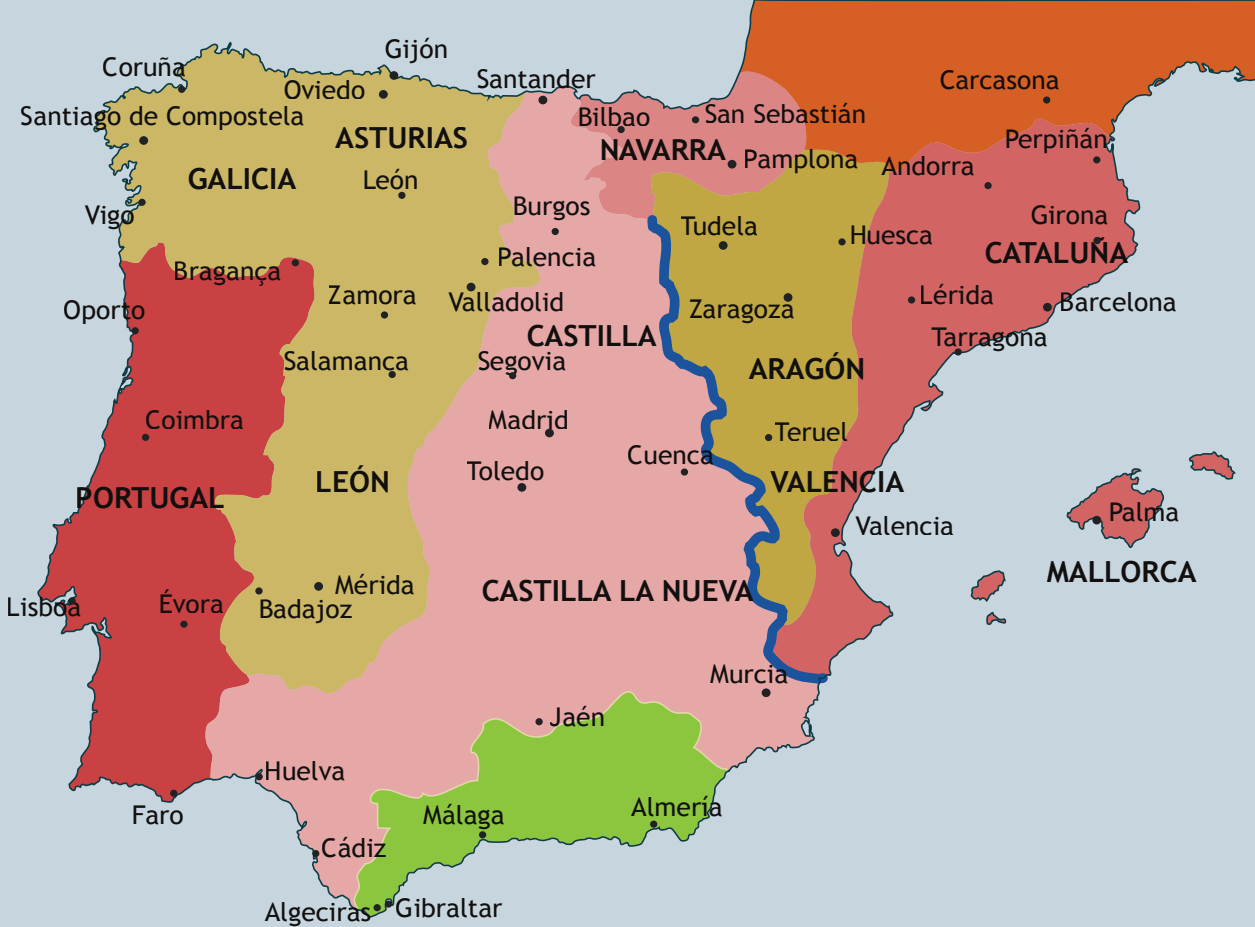 Gijón
Coruña
Santander
Oviedo
Carcasona
Santiago de Compostela
Bilbao
San Sebastián
ASTURIAS
Perpiñán
NAVARRA
Pamplona
Andorra
GALICIA
León
Vigo
Burgos
Girona
Tudela
Huesca
CATALUÑA
Palencia
Bragança
Zamora
Valladolid
Lérida
Barcelona
Oporto
Zaragoza
CASTILLA
Tarragona
Salamança
Segovia
ARAGÓN
Coimbra
Madrid
Teruel
Cuenca
Toledo
LEÓN
VALENCIA
PORTUGAL
Palma
Valencia
MALLORCA
Mérida
CASTILLA LA NUEVA
Lisboa
Évora
Badajoz
Murcia
Jaén
Huelva
Faro
Málaga
Almería
Cádiz
Algeciras
Gibraltar